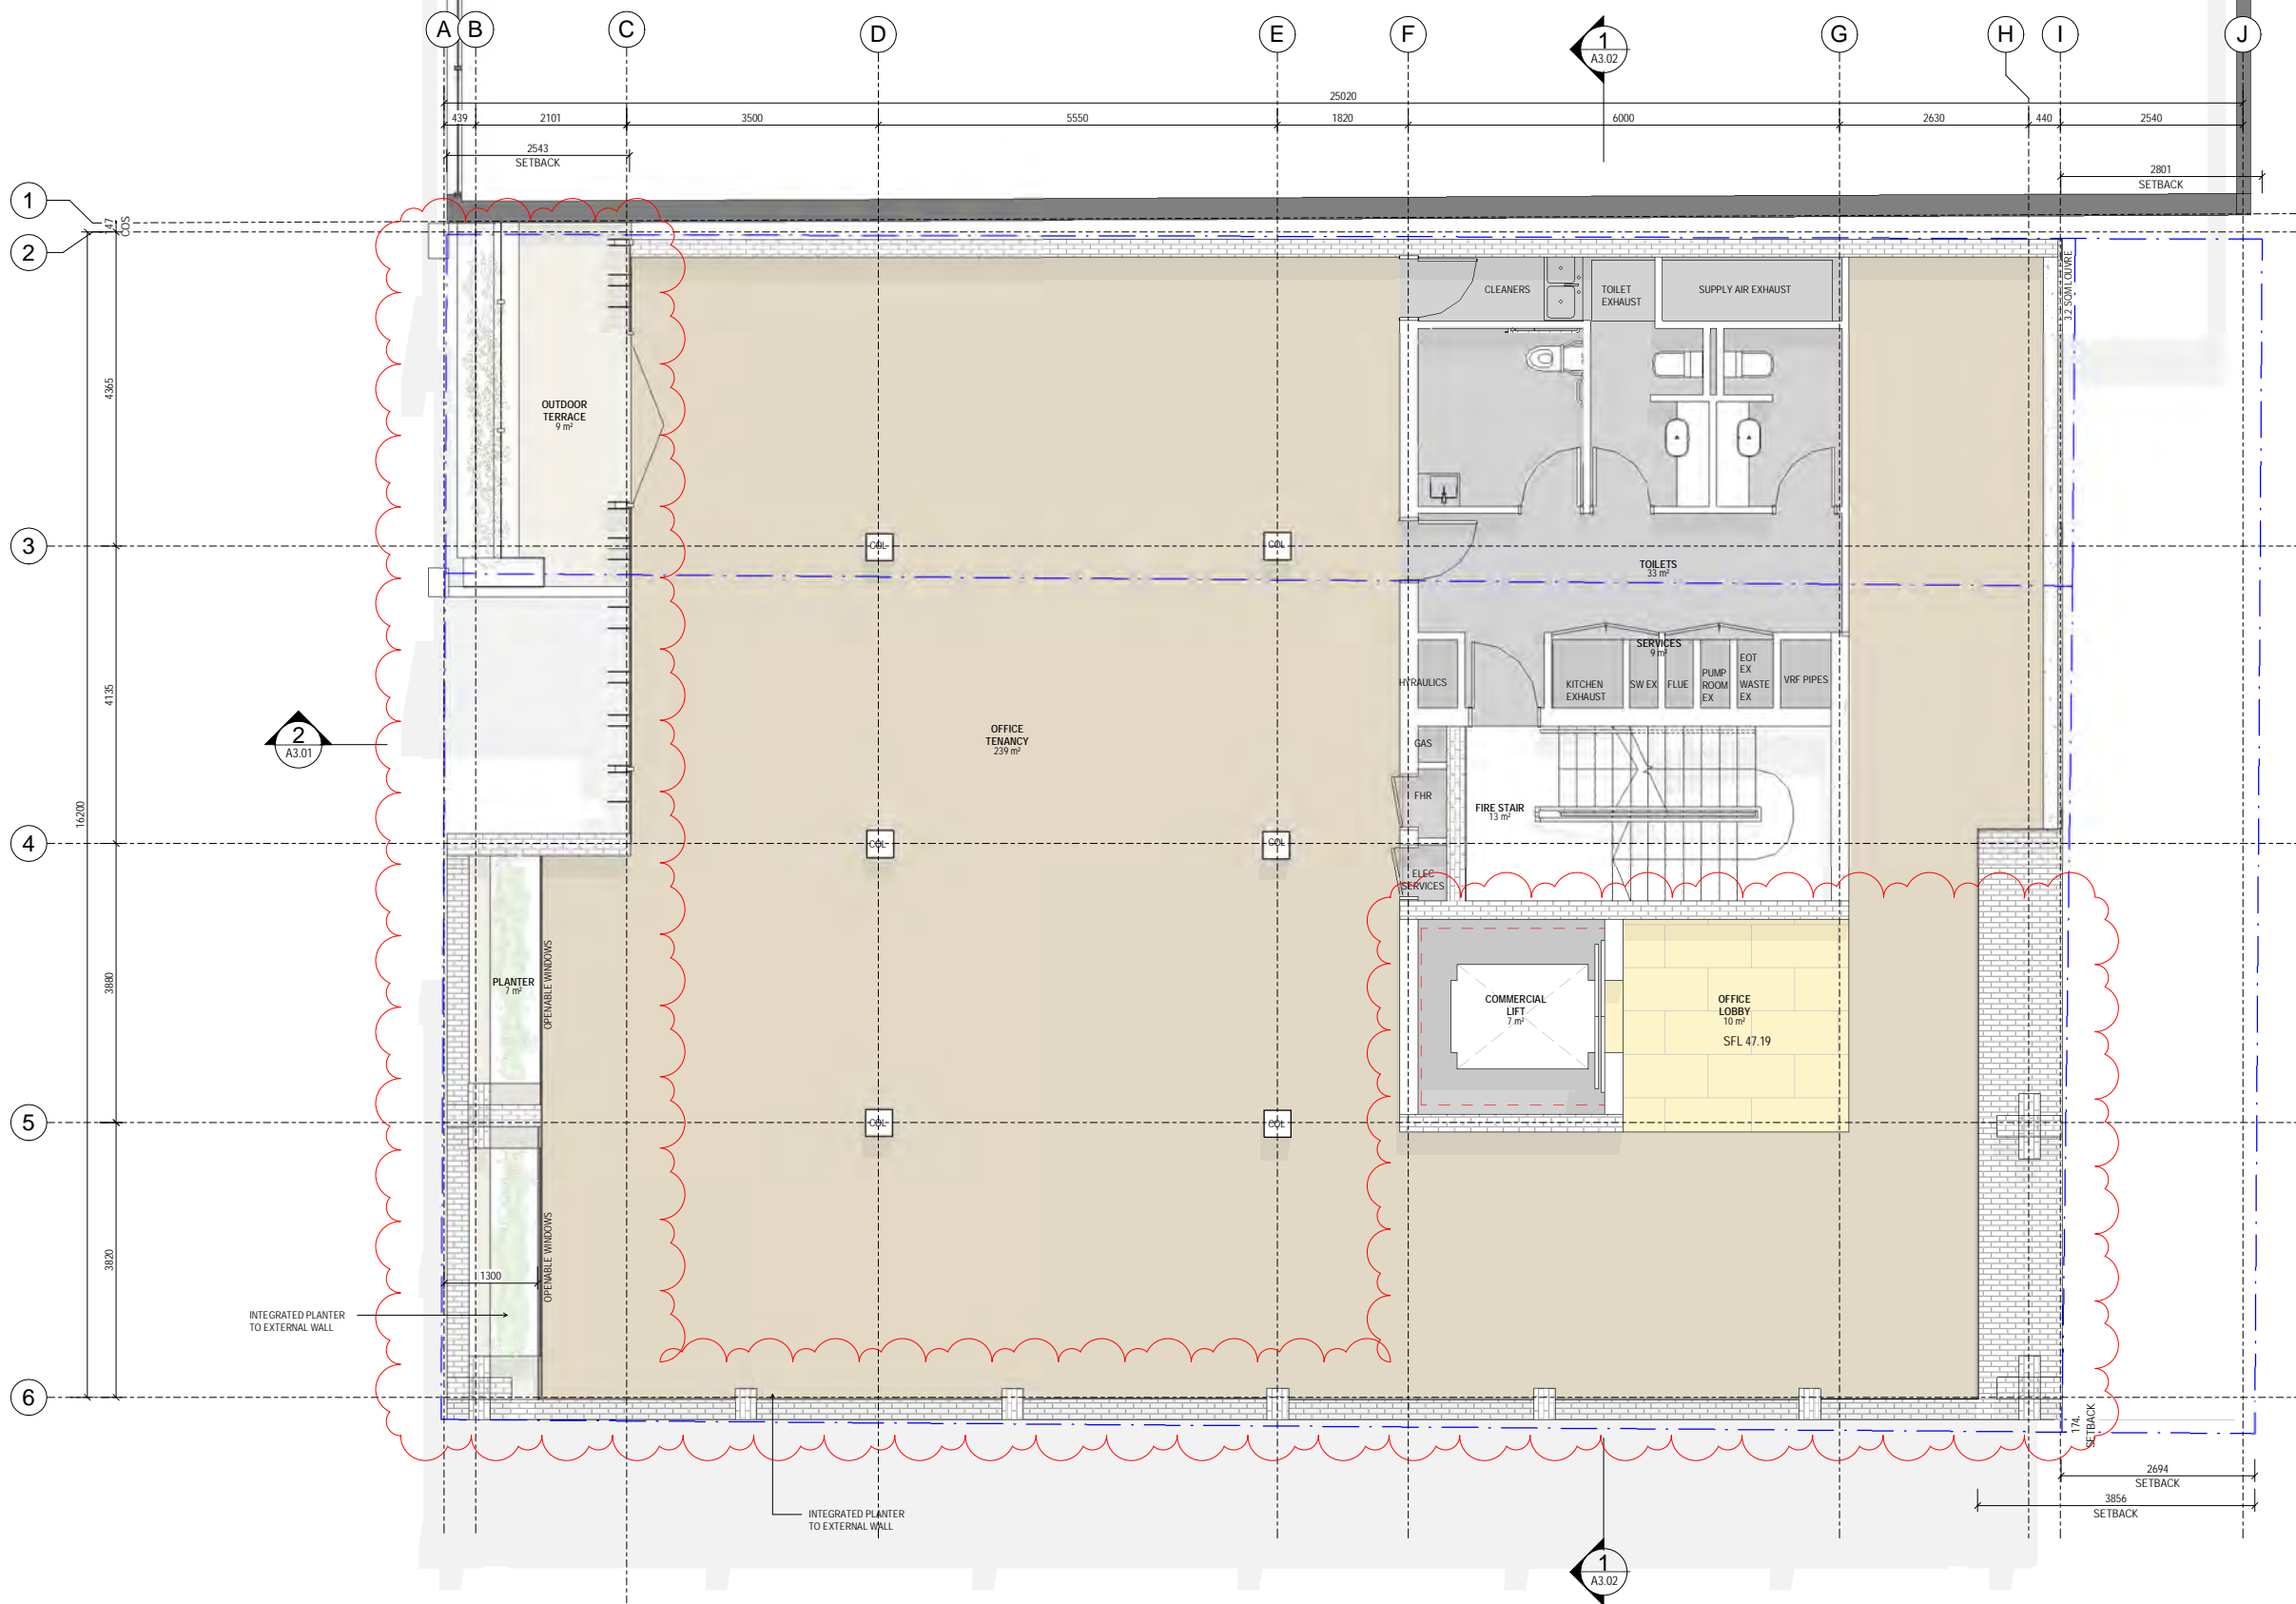 A
B
C
D
E
F
G
H
I
J
1
A3.02
25020
439
2101
3500
5550
1820
6000
2630
440
2540
2543
SETBACK
2801
SETBACK
1
2
3
4
5
6
COS
4365
4135
3880
3820
16200
3.2 SQM LOUVRE
CLEANERS
TOILET
EXHAUST
SUPPLY AIR EXHAUST
OUTDOOR
TERRACE
9 m²
COL
COL
TOILETS
33 m²
SERVICES
9 m²
HYRAULICS
KITCHEN
EXHAUST
SW EX
FLUE
PUMP
ROOM
EX
EOT
EX
WASTE
EX
VRF PIPES
2
A3.01
OFFICE
TENANCY
239 m²
GAS
FHR
FIRE STAIR
13 m²
COL
COL
ELEC
SERVICES
PLANTER
7 m²
OPENABLE WINDOWS
COMMERCIAL
LIFT
7 m²
OFFICE
LOBBY
10 m²
SFL 47.19
COL
COL
OPENABLE WINDOWS
1300
INTEGRATED PLANTER
TO EXTERNAL WALL
174.
SETBACK
2694
SETBACK
3856
SETBACK
INTEGRATED PLANTER
TO EXTERNAL WALL
1
A3.02